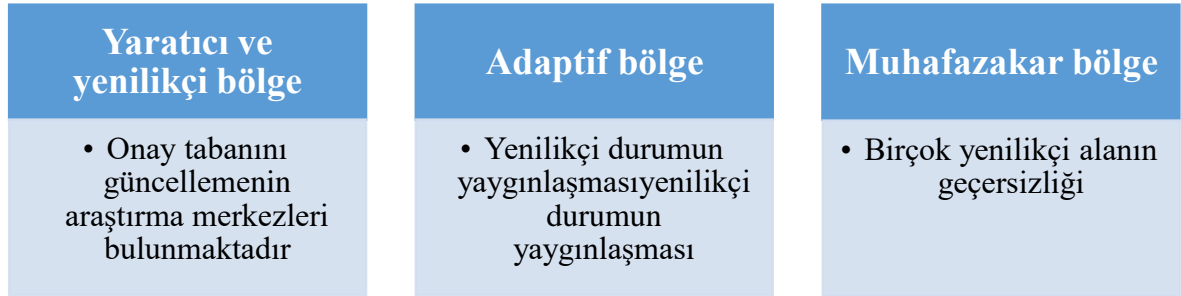 Yaratıcı ve
yenilikçi bölge
• Onay tabanını
güncellemenin
araştırma merkezleri
bulunmaktadır
Adaptif bölge
• Yenilikçi durumun
yaygınlaşmasıyenilikçi
durumun
yaygınlaşması
Muhafazakar bölge
• Birçok yenilikçi alanın
geçersizliği